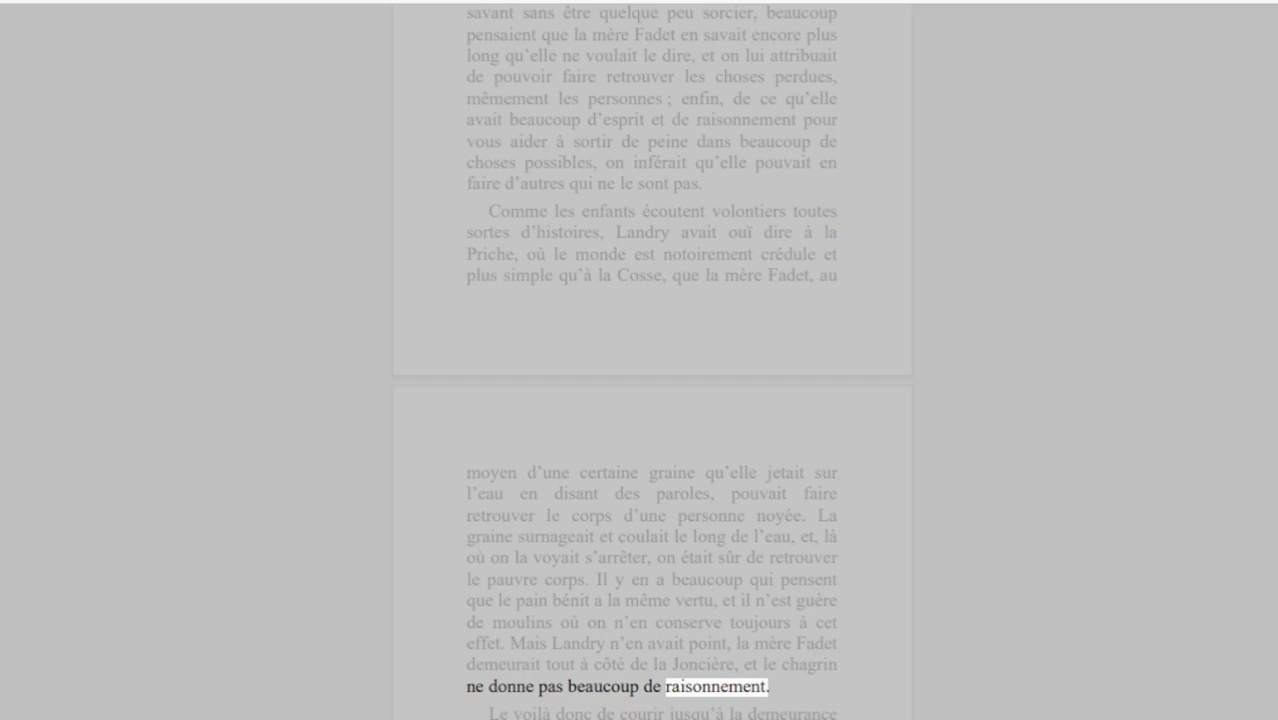 savant sans être quelque peu sorcier, beaucoup
pensaient que la mère Fadet en savait encore plus
long qu’elle ne voulait le dire, et on lui attribuait
de pouvoir faire retrouver les choses perdues,
mêmement les personnes ; enfin, de ce qu’elle
avait beaucoup d’esprit et de raisonnement pour
vous aider à sortir de peine dans beaucoup de
choses possibles, on inférait qu’elle pouvait en
faire d’autres qui ne le sont pas.
Comme les enfants écoutent volontiers toutes
sortes d’histoires, Landry avait ouï dire à la
Priche, où le monde est notoirement crédule et
plus simple qu’à la Cosse, que la mère Fadet, au
moyen d’une certaine graine qu’elle jetait sur
l’eau en disant des paroles, pouvait faire
retrouver le corps d’une personne noyée. La
graine surnageait et coulait le long de l’eau, et, là
où on la voyait s’arrêter, on était sûr de retrouver
le pauvre corps. Il y en a beaucoup qui pensent
que le pain bénit a la même vertu, et il n’est guère
de moulins où on n’en conserve toujours à cet
effet. Mais Landry n’en avait point, la mère Fadet
demeurait tout à côté de la Joncière, et le chagrin
ne donne pas beaucoup de raisonnement.
Le voilà donc de courir jusqu’à la demeurance